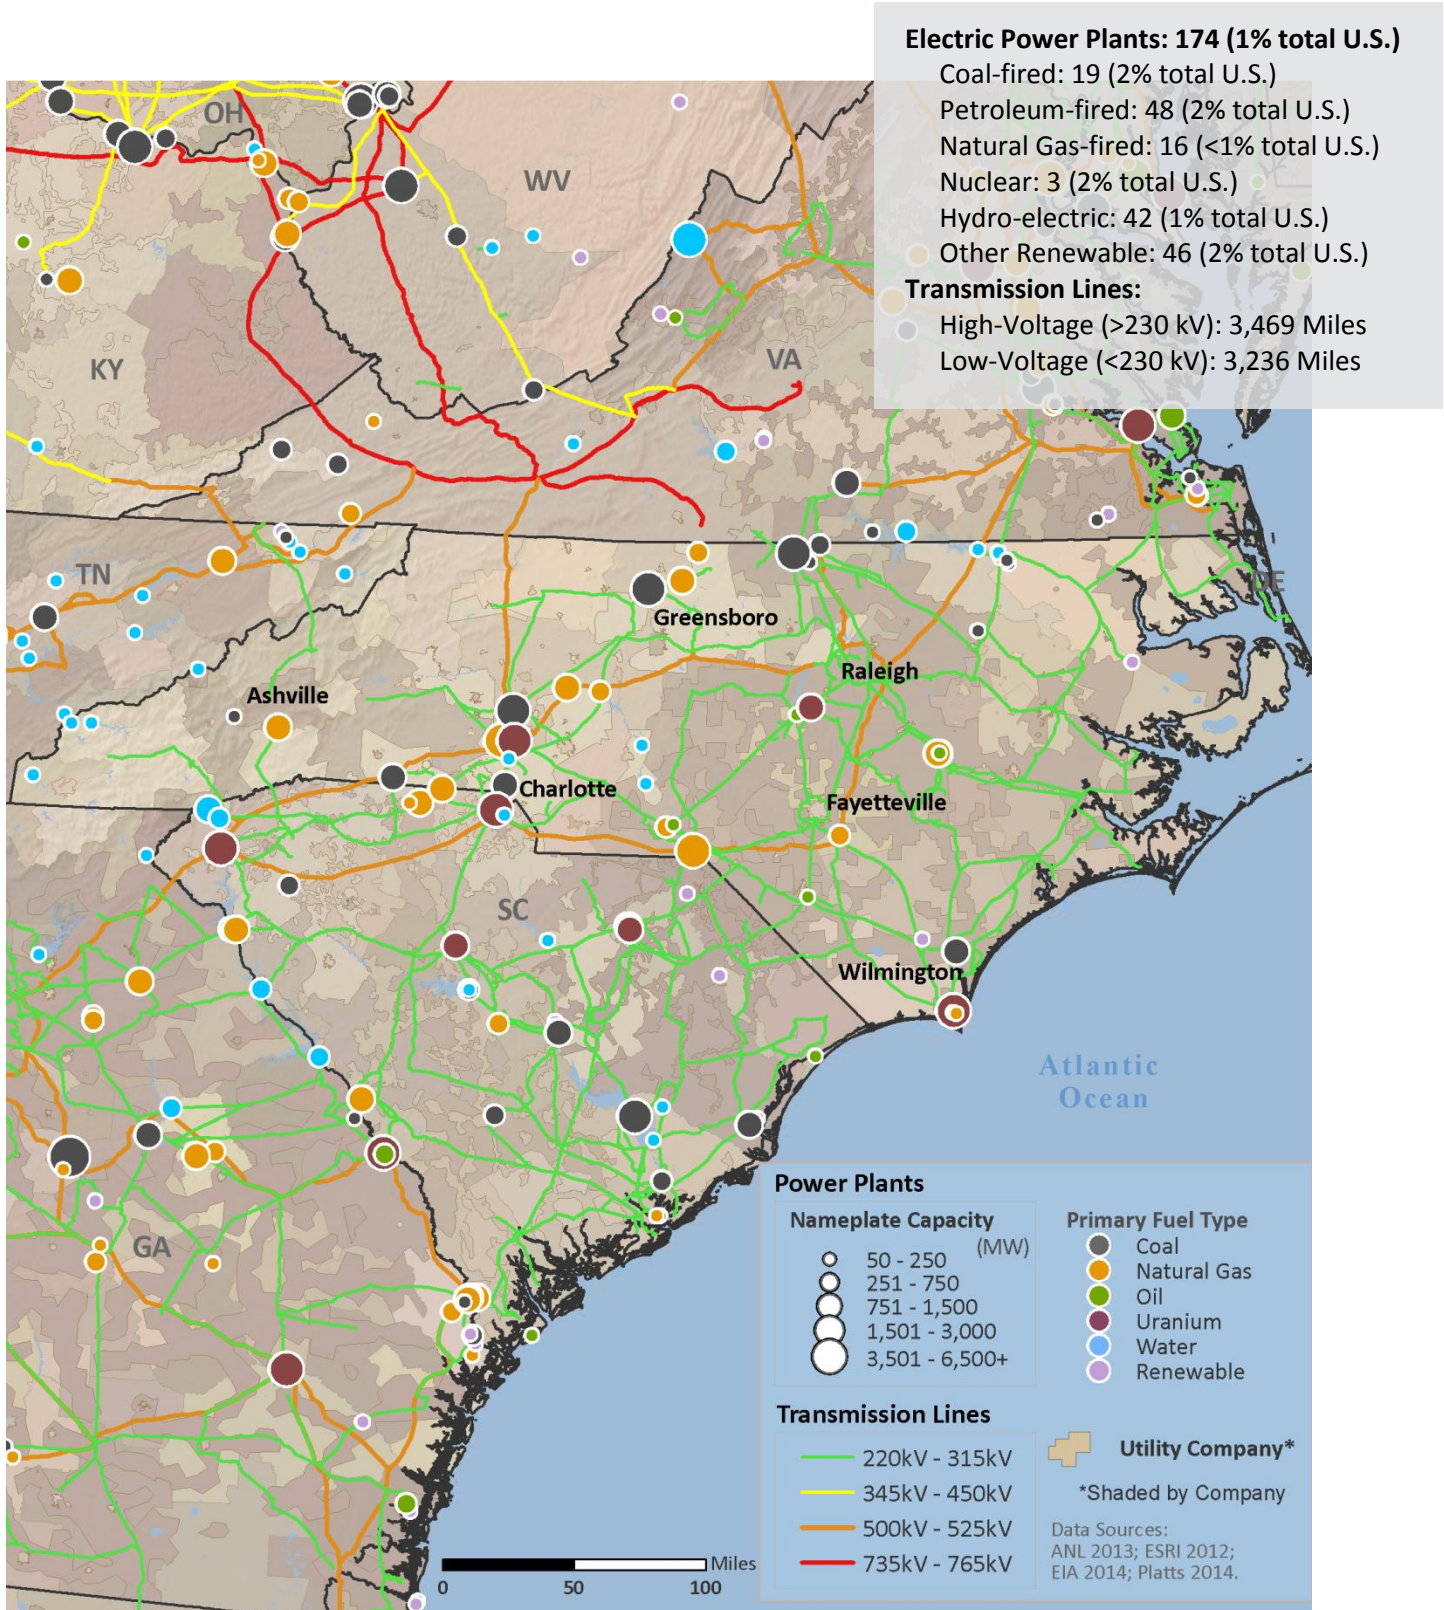 Electric Power Plants: 174 (1% total U.S.)
Coal-fired: 19 (2% total U.S.)
Petroleum-fired: 48 (2% total U.S.)
Natural Gas-fired: 16 (<1% total U.S.)
Nuclear: 3 (2% total U.S.)
Hydro-electric: 42 (1% total U.S.)
Other Renewable: 46 (2% total U.S.)
Transmission Lines:
High-Voltage (>230 kV): 3,469 Miles
Low-Voltage (<230 kV): 3,236 Miles
OH
WV
KY
VA
TN
DE
Greensboro
Raleigh
Ashville
Charlotte
Fayetteville
SC
Wilmington
Atlantic
Ocean
GA
Power Plants
Nameplate Capacity
(MW)
50 - 250
251 - 750
751 - 1,500
1,501 - 3,000
3,501 - 6,500+
Primary Fuel Type
Coal
Natural Gas
Oil
Uranium
Water
Renewable
Transmission Lines
220kV - 315kV
345kV - 450kV
500kV - 525kV
735kV - 765kV
Utility Company*
*Shaded by Company
Data Sources:
ANL 2013; ESRI 2012;
EIA 2014; Platts 2014.
Miles
0 50 100